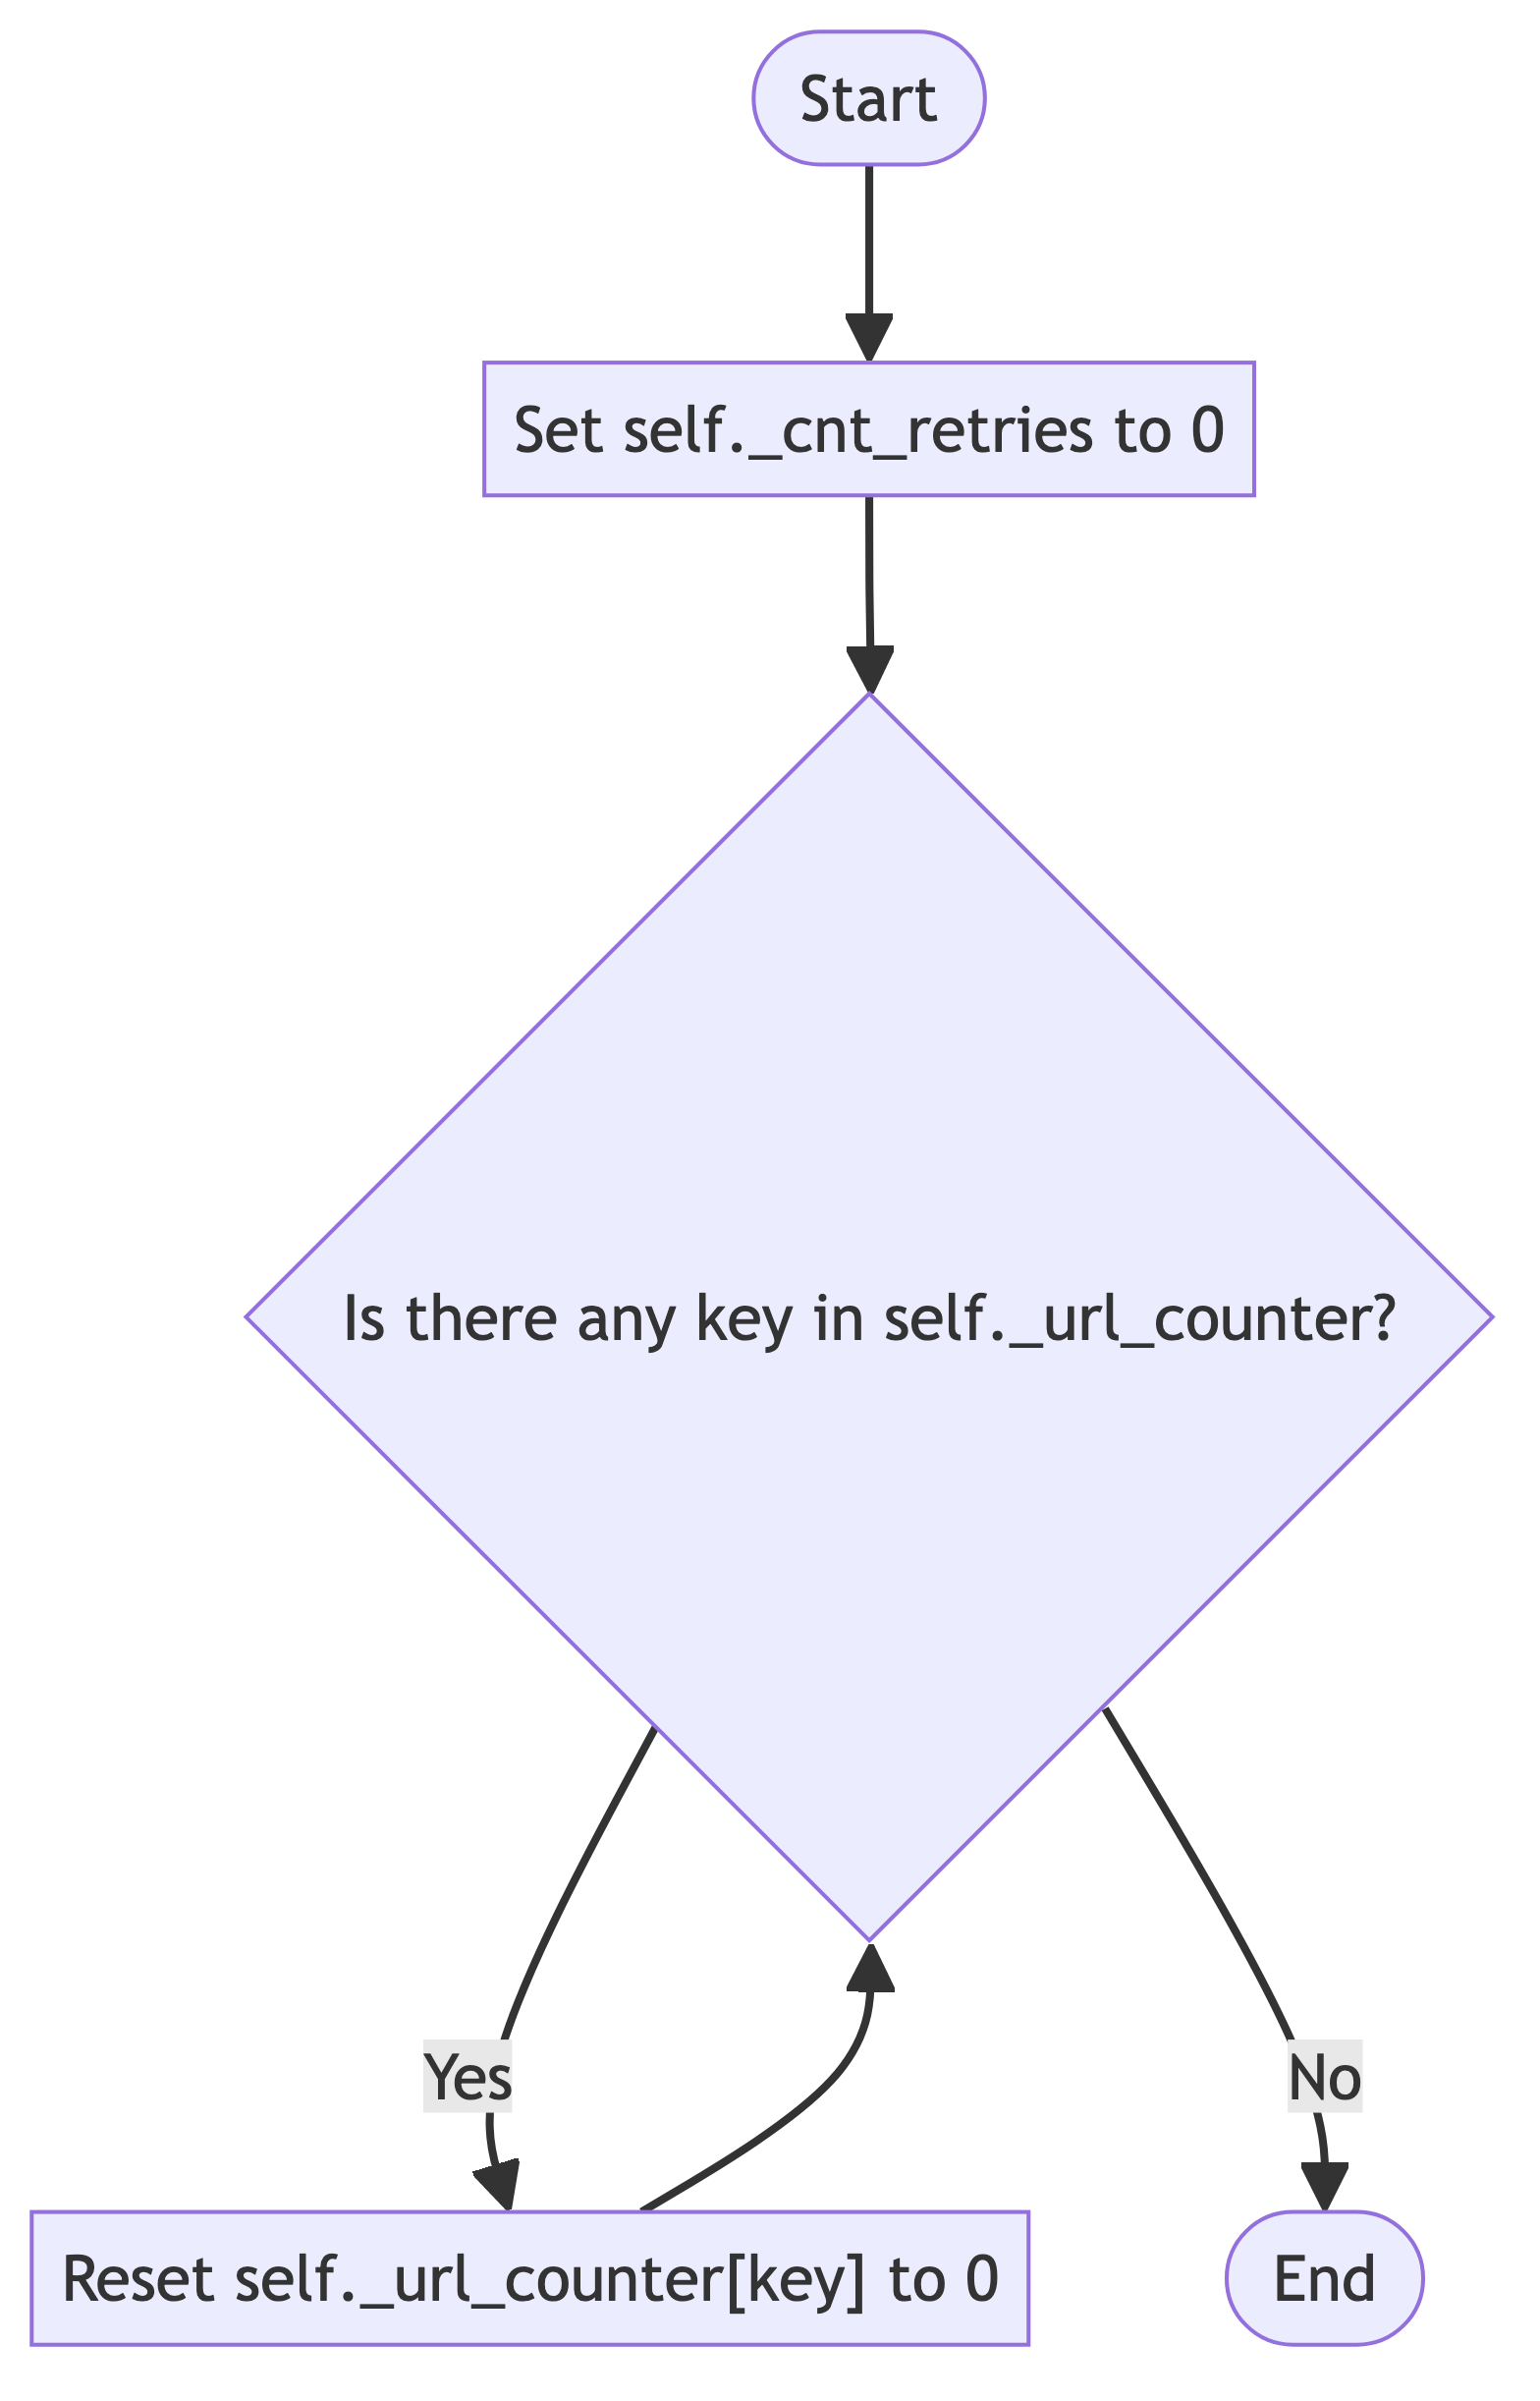 Start
Set self._cnt_retries to 0
Is there any key in self._url_counter?
Yes
No
Reset self._url_counter[key] to 0
End